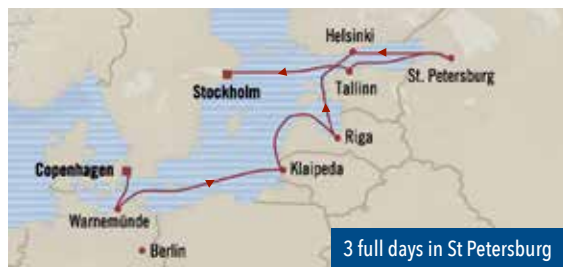 Helsinki
St. Petersburg
Stockholm
Tallinn
Riga
Copenhagen
Klaipeda
Warnemünde
Berlin
3 full days in St Petersburg